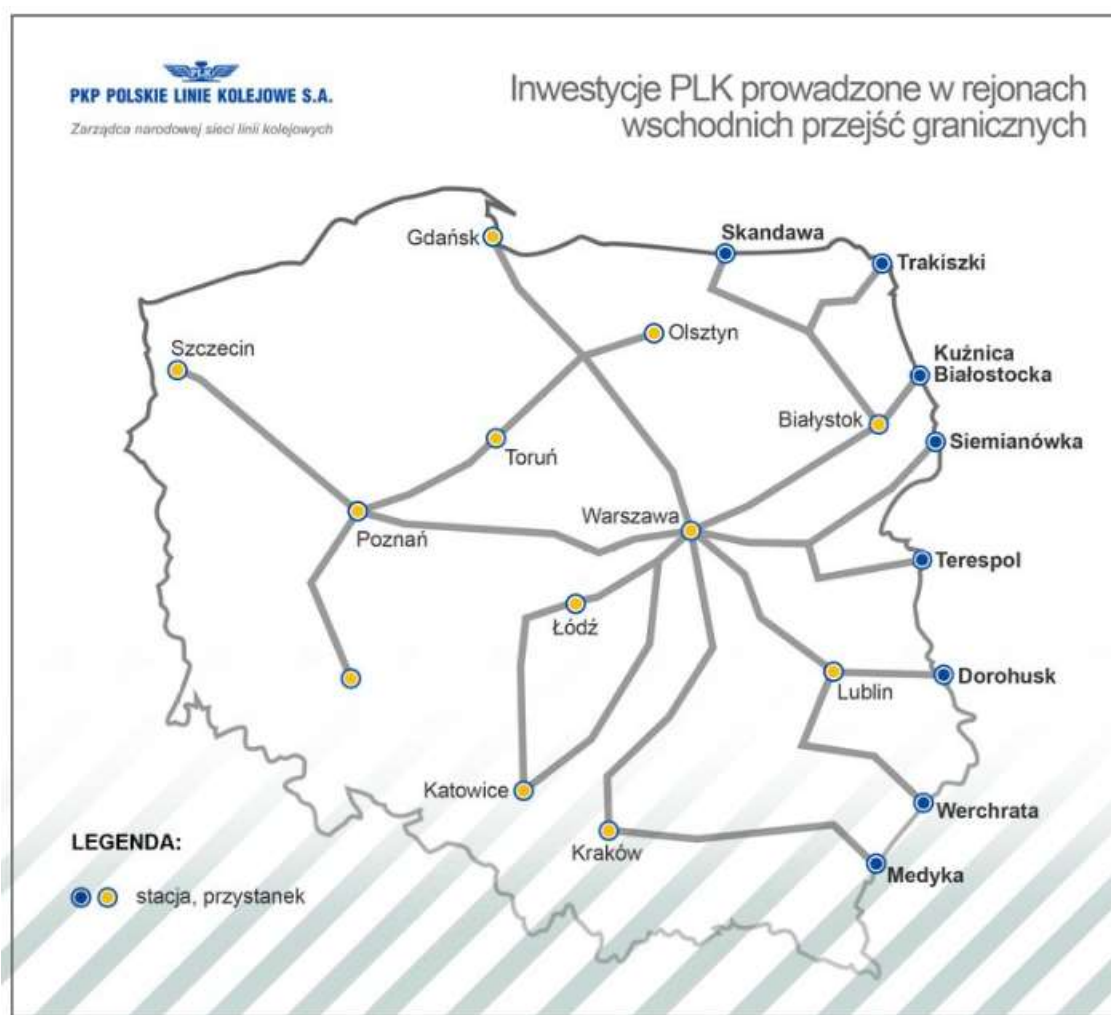 PLK
PKP POLSKIE LINIE KOLEJOWE S.A.
Zarządca narodowej sieci linii kolejowych
Inwestycje PLK prowadzone w rejonach
wschodnich przejść granicznych
Gdańsk
Skandawa
Trakiszki
Olsztyn
Szczecin
Kuźnica
Białostocka
Białystok
Siemianówka
Toruń
Warszawa
Poznań
Terespol
Łódź
Lublin
Dorohusk
Katowice
Werchrata
Kraków
Medyka
LEGENDA:
stacja, przystanek